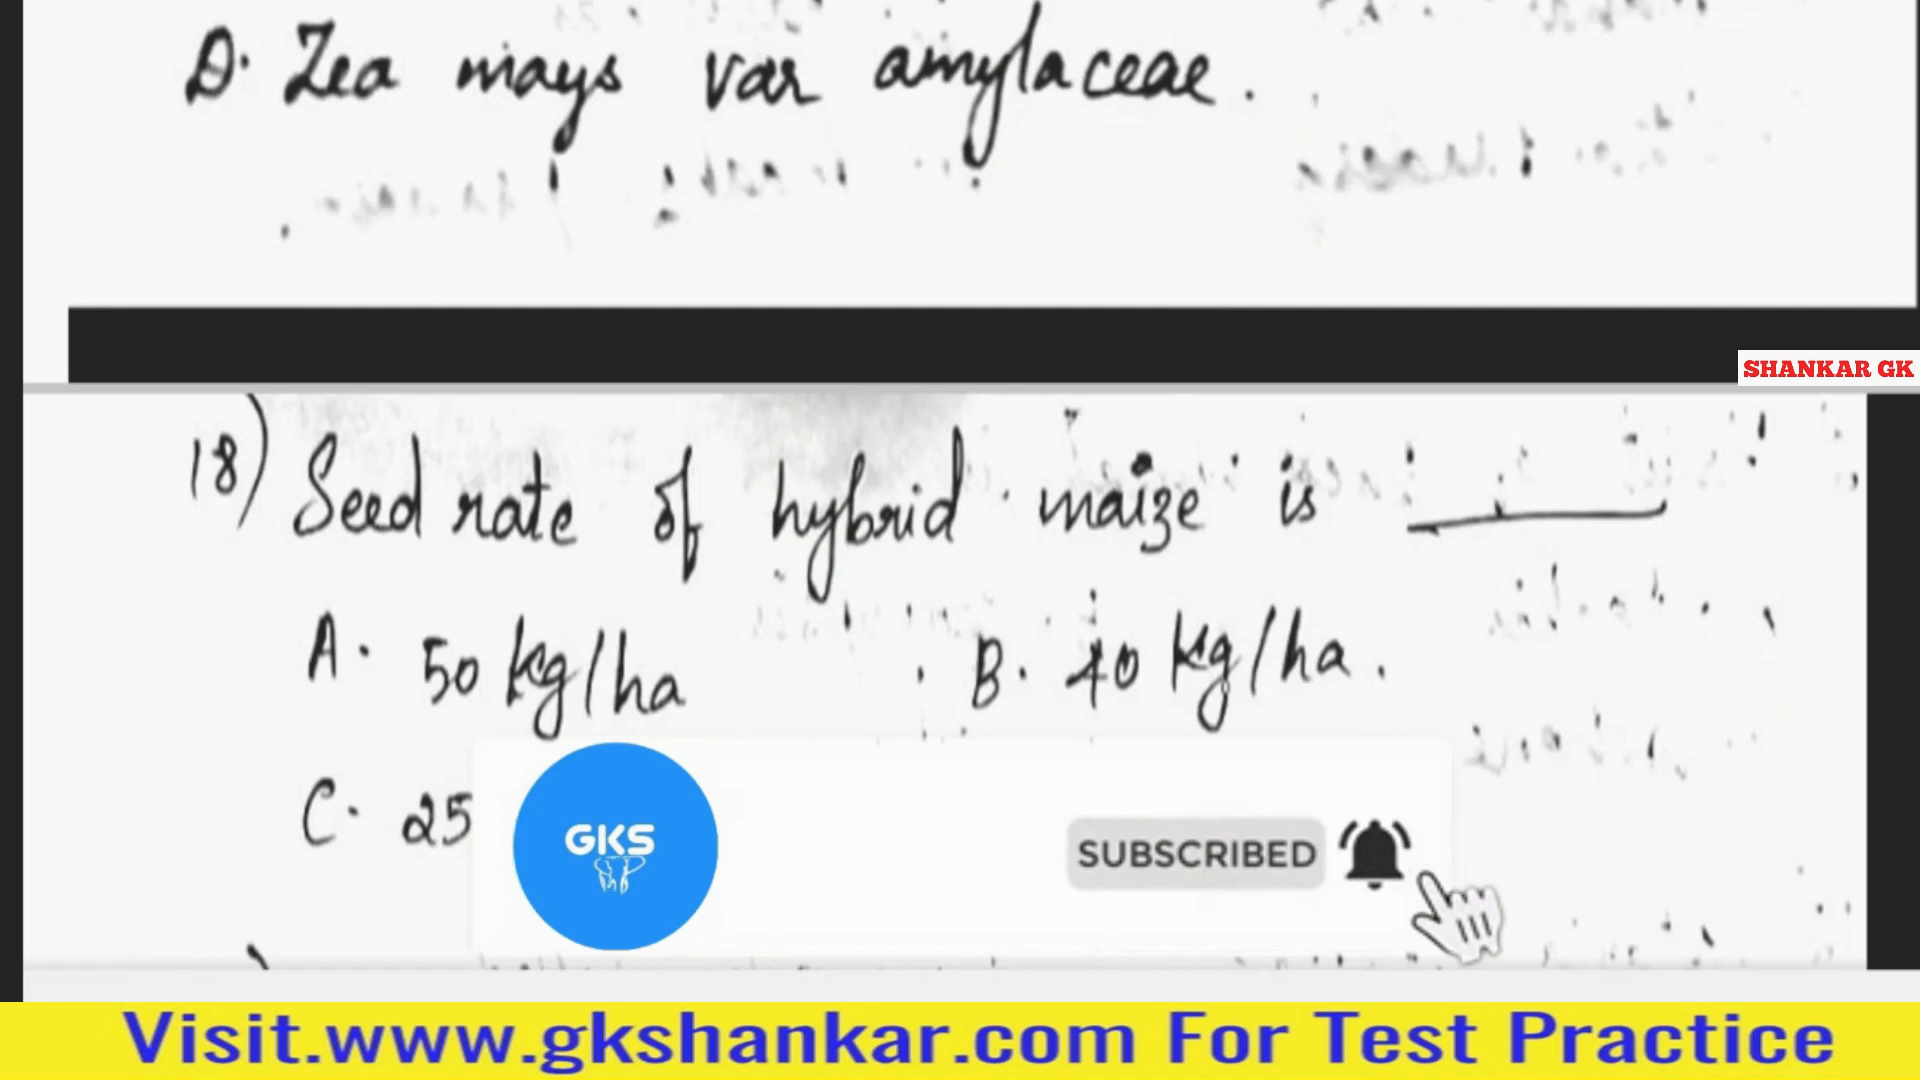 D. Zea mays var amylaceae.
SHANKAR GK
18) Seed rate of hybrid maize is
A. 50 kg/ha B. 40 kg/ha.
C. 25
GKS
SUBSCRIBED
Visit.www.gkshankar.com For Test Practice